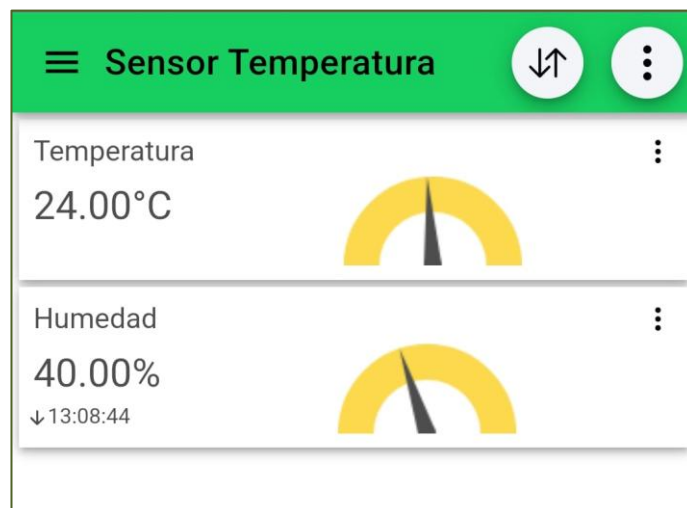 Sensor Temperatura
Temperatura
24.00°C
Humedad
40.00%
↓13:08:44